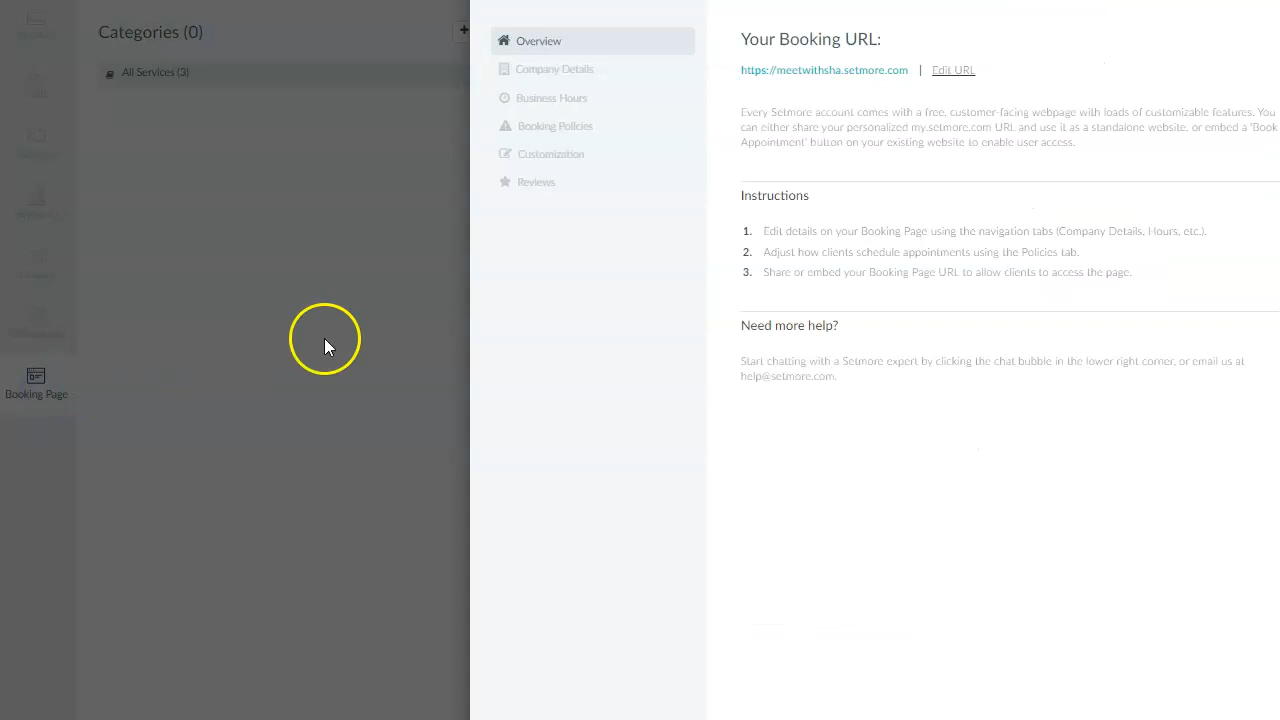 Categories (0)
+
All Services (3)
Booking Page
Overview
Company Details
Business Hours
Booking Policies
Customization
Reviews
Your Booking URL:
https://meetwithsha.setmore.com | Edit URL
Every Setmore account comes with a free, customer-facing webpage with loads of customizable features. You
can either share your personalized my.setmore.com URL and use it as a standalone website, or embed a 'Book
Appointment' button on your existing website to enable user access.
Instructions
1. Edit details on your Booking Page using the navigation tabs (Company Details, Hours, etc.).
2. Adjust how clients schedule appointments using the Policies tab.
3. Share or embed your Booking Page URL to allow clients to access the page.
Need more help?
Start chatting with a Setmore expert by clicking the chat bubble in the lower right corner, or email us at
help@setmore.com.